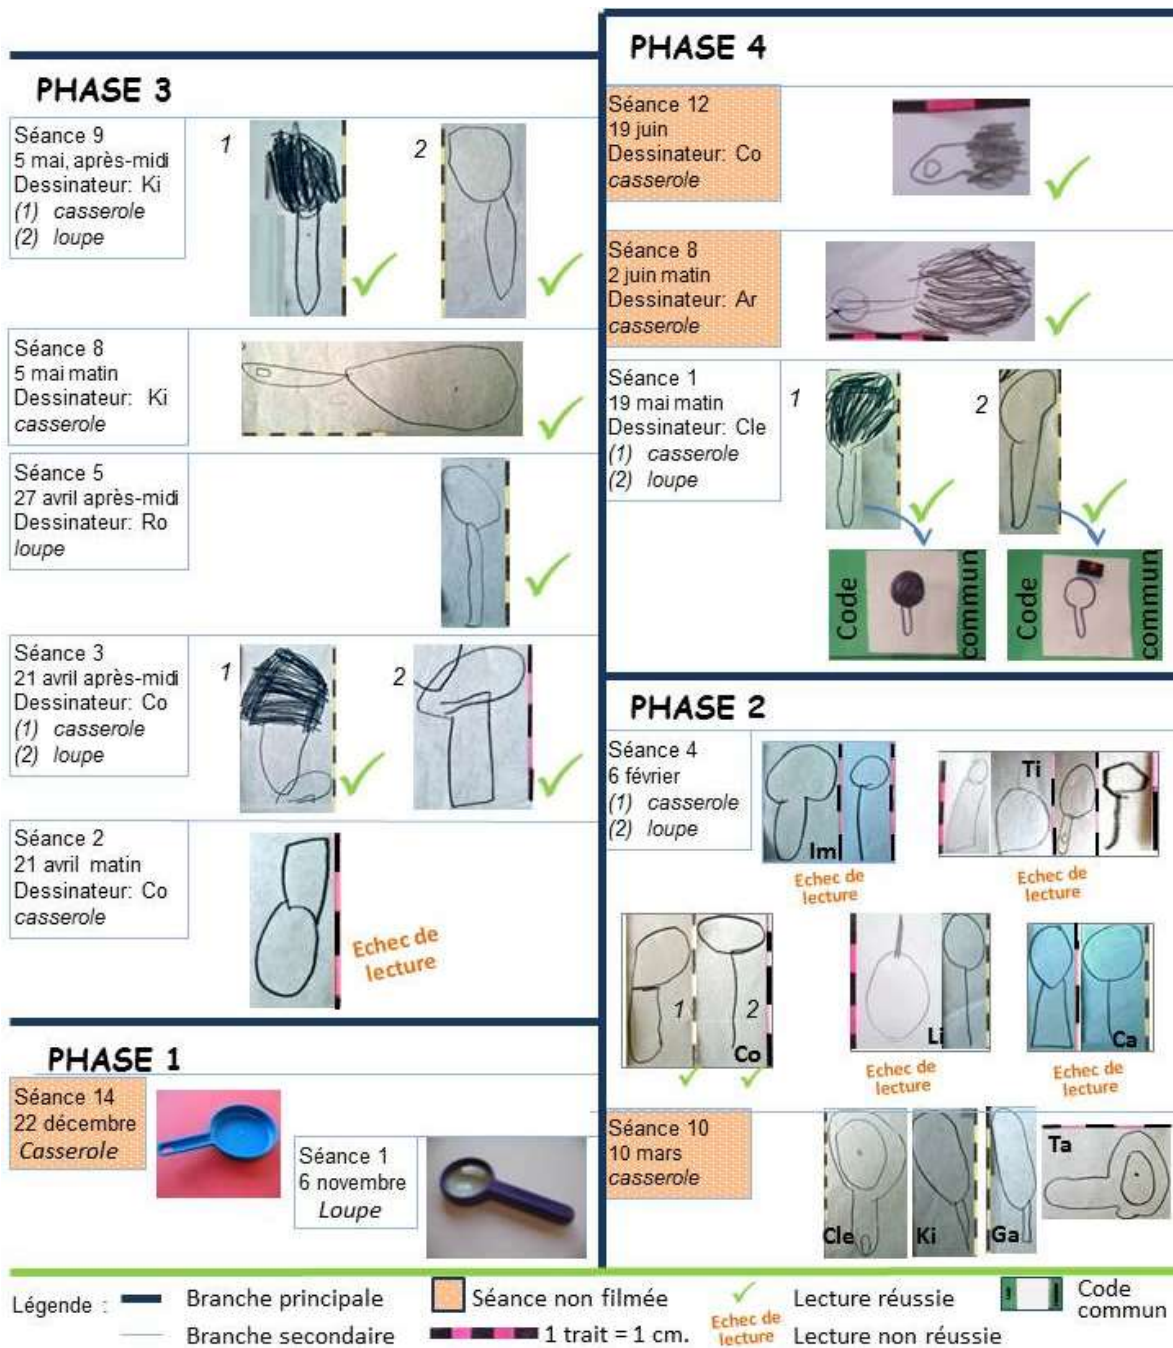 PHASE 3
Séance 9
5 mai, après-midi
Dessinateur: Ki
(1) casserole
(2) loupe
1
2
Séance 8
5 mai matin
Dessinateur: Ki
casserole
Séance 5
27 avril après-midi
Dessinateur: Ro
loupe
Séance 3
21 avril après-midi
Dessinateur: Co
(1) casserole
(2) loupe
1
2
Séance 2
21 avril matin
Dessinateur: Co
casserole
Echec de
lecture
PHASE 1
Séance 14
22 décembre
Casserole
Séance 1
6 novembre
Loupe
PHASE 4
Séance 12
19 juin
Dessinateur: Co
casserole
Séance 8
2 juin matin
Dessinateur: Ar
casserole
Séance 1
19 mai matin
Dessinateur: Cle
(1) casserole
(2) loupe
1
2
Code
commun
Code
commun
PHASE 2
Séance 4
6 février
(1) casserole
(2) loupe
Im
Echec de
lecture
Ti
Echec de
lecture
1
2
Co
Li
Echec de
lecture
Ca
Echec de
lecture
Séance 10
10 mars
casserole
Cle
Ki
Ga
Ta
Légende :
Branche principale
Séance non filmée
Lecture réussie
Code
commun
Branche secondaire
1 trait = 1 cm.
Echec de
lecture
Lecture non réussie